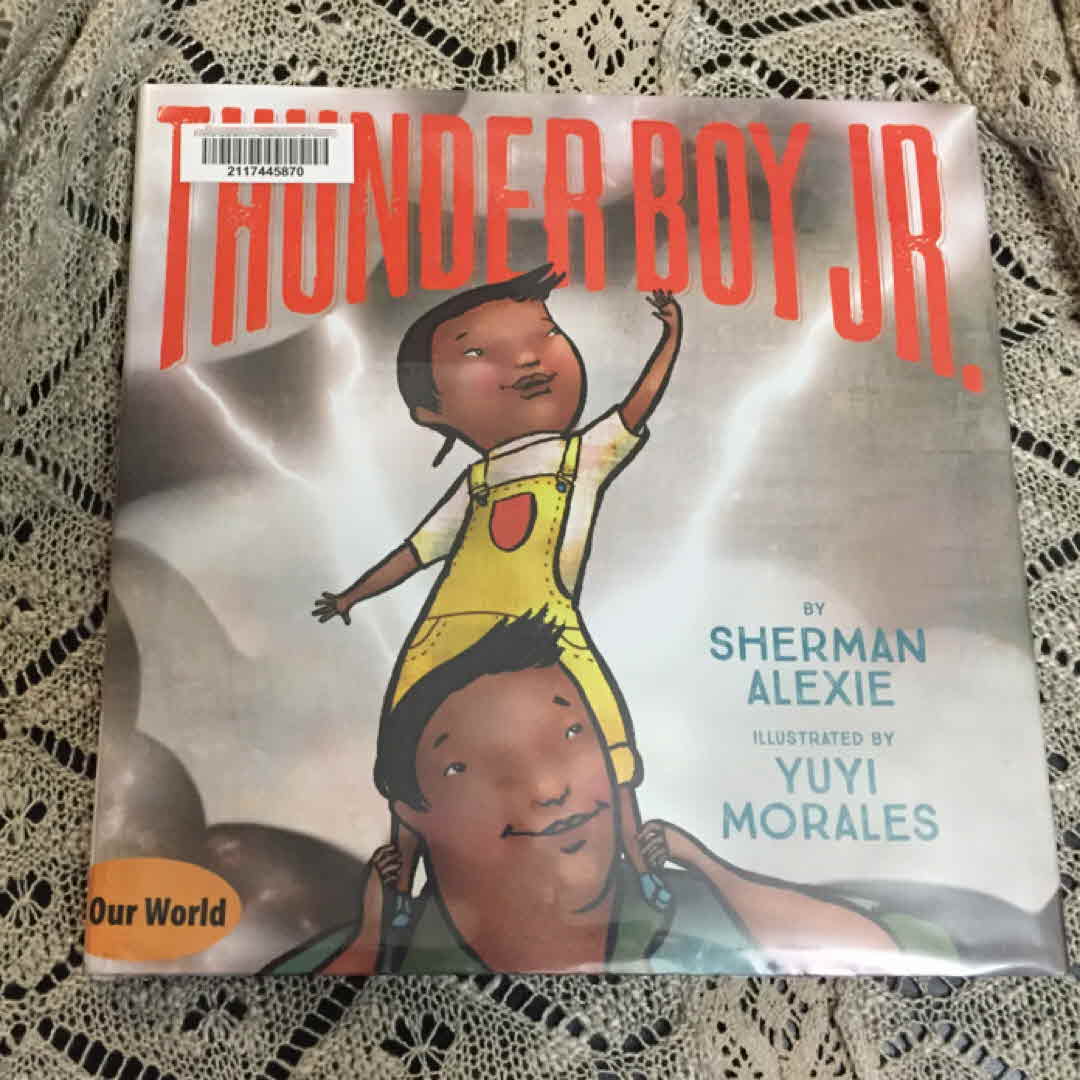 THUNDER BOY JR.
2117445870
BY
SHERMAN
ALEXIE
ILLUSTRATED BY
YUYI
MORALES
Our World